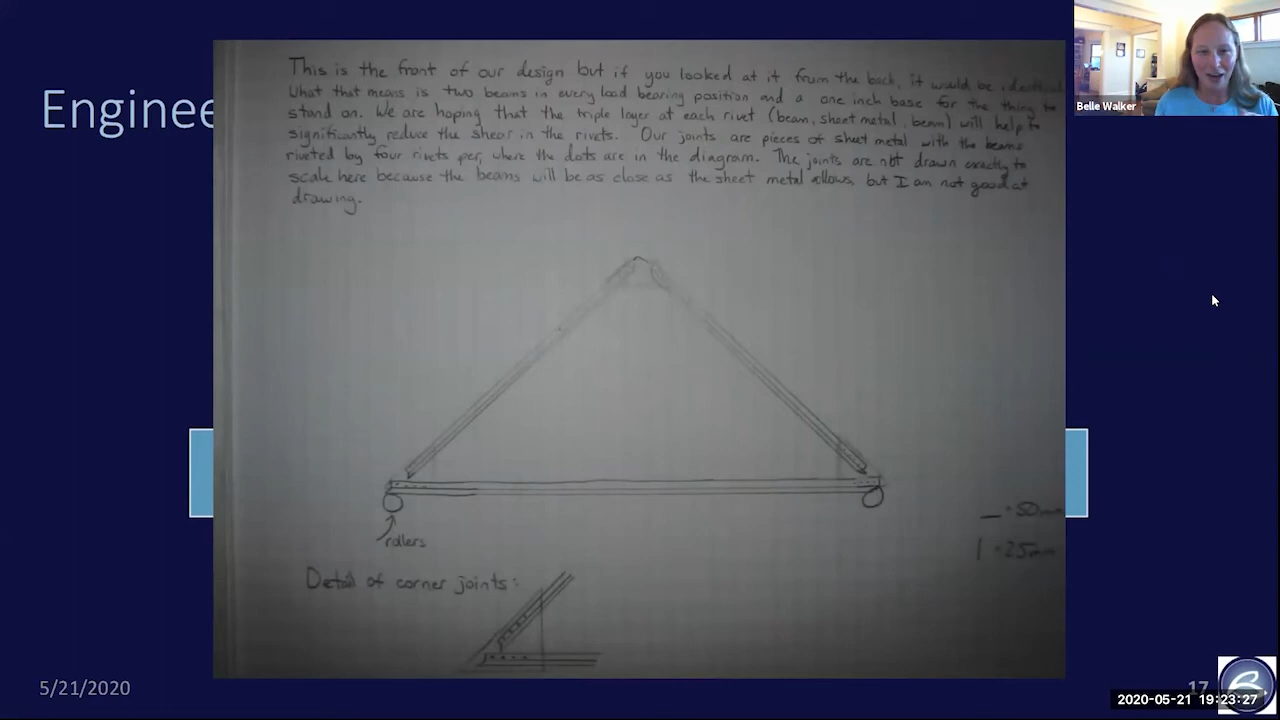 Enginee
This is the front of our design but if you looked at it from the back, it would be
What that means is two beams in every load bearing position and a one inch base for the thing to
stand on. We are hoping that the triple layer at each rivet (beam, sheet metal, beam) will help to
significantly reduce the shear in the rivets. Our joints are pieces of sheet metal with the beams
riveted by four rivets per, where the dots are in the diagram. The joints are not drawn exactly to
scale here because the beams will be as close as the sheet metal allows, but I am not good at
drawing.
rollers
= 50mm
| = 25mm
Detail of corner joints:
Belle Walker
5/21/2020
17
2020-05-21 19:23:27